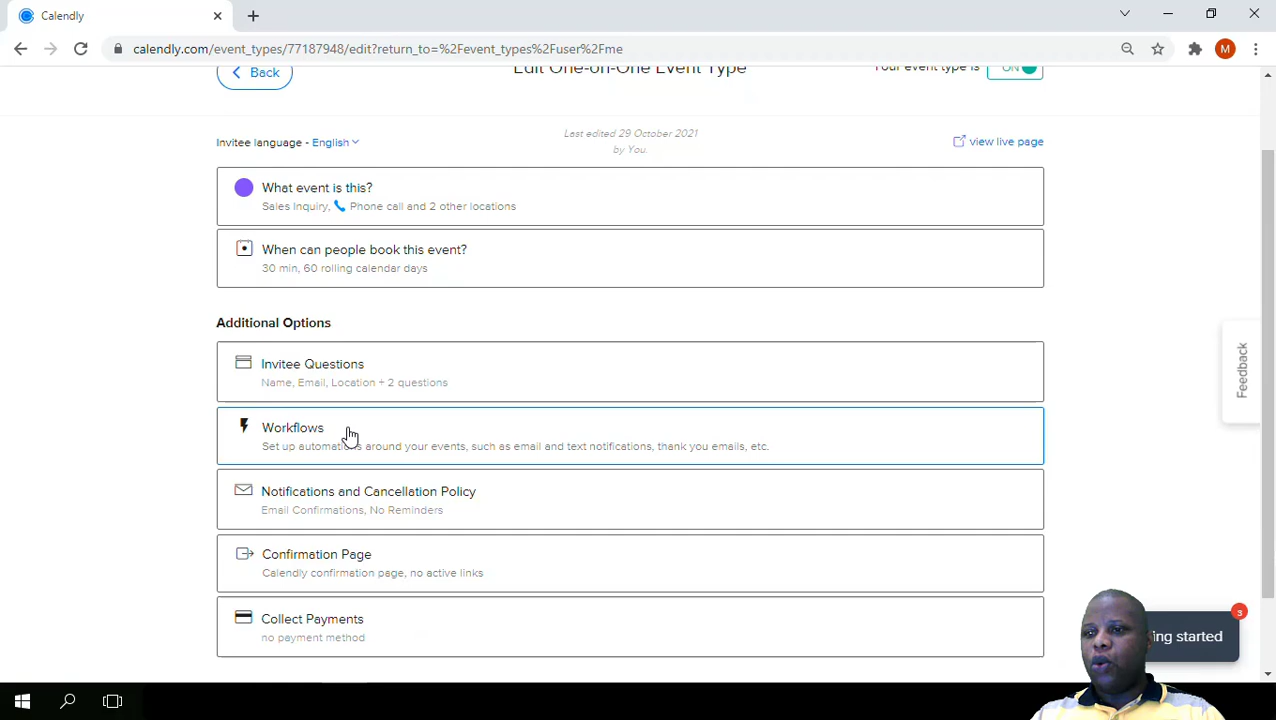 Calendly
calendly.com/event_types/77187948/edit?return_to=%2Fevent_types%2Fuser%2Fme
M
Back
Edit One-on-One Event Type
Your event type is
ON
Invitee language - English
Last edited 29 October 2021
by You.
view live page
What event is this?
Sales Inquiry, Phone call and 2 other locations
When can people book this event?
30 min, 60 rolling calendar days
Additional Options
Invitee Questions
Name, Email, Location + 2 questions
Workflows
Set up automations around your events, such as email and text notifications, thank you emails, etc.
Notifications and Cancellation Policy
Email Confirmations, No Reminders
Confirmation Page
Calendly confirmation page, no active links
Collect Payments
no payment method
Feedback
3
ing started